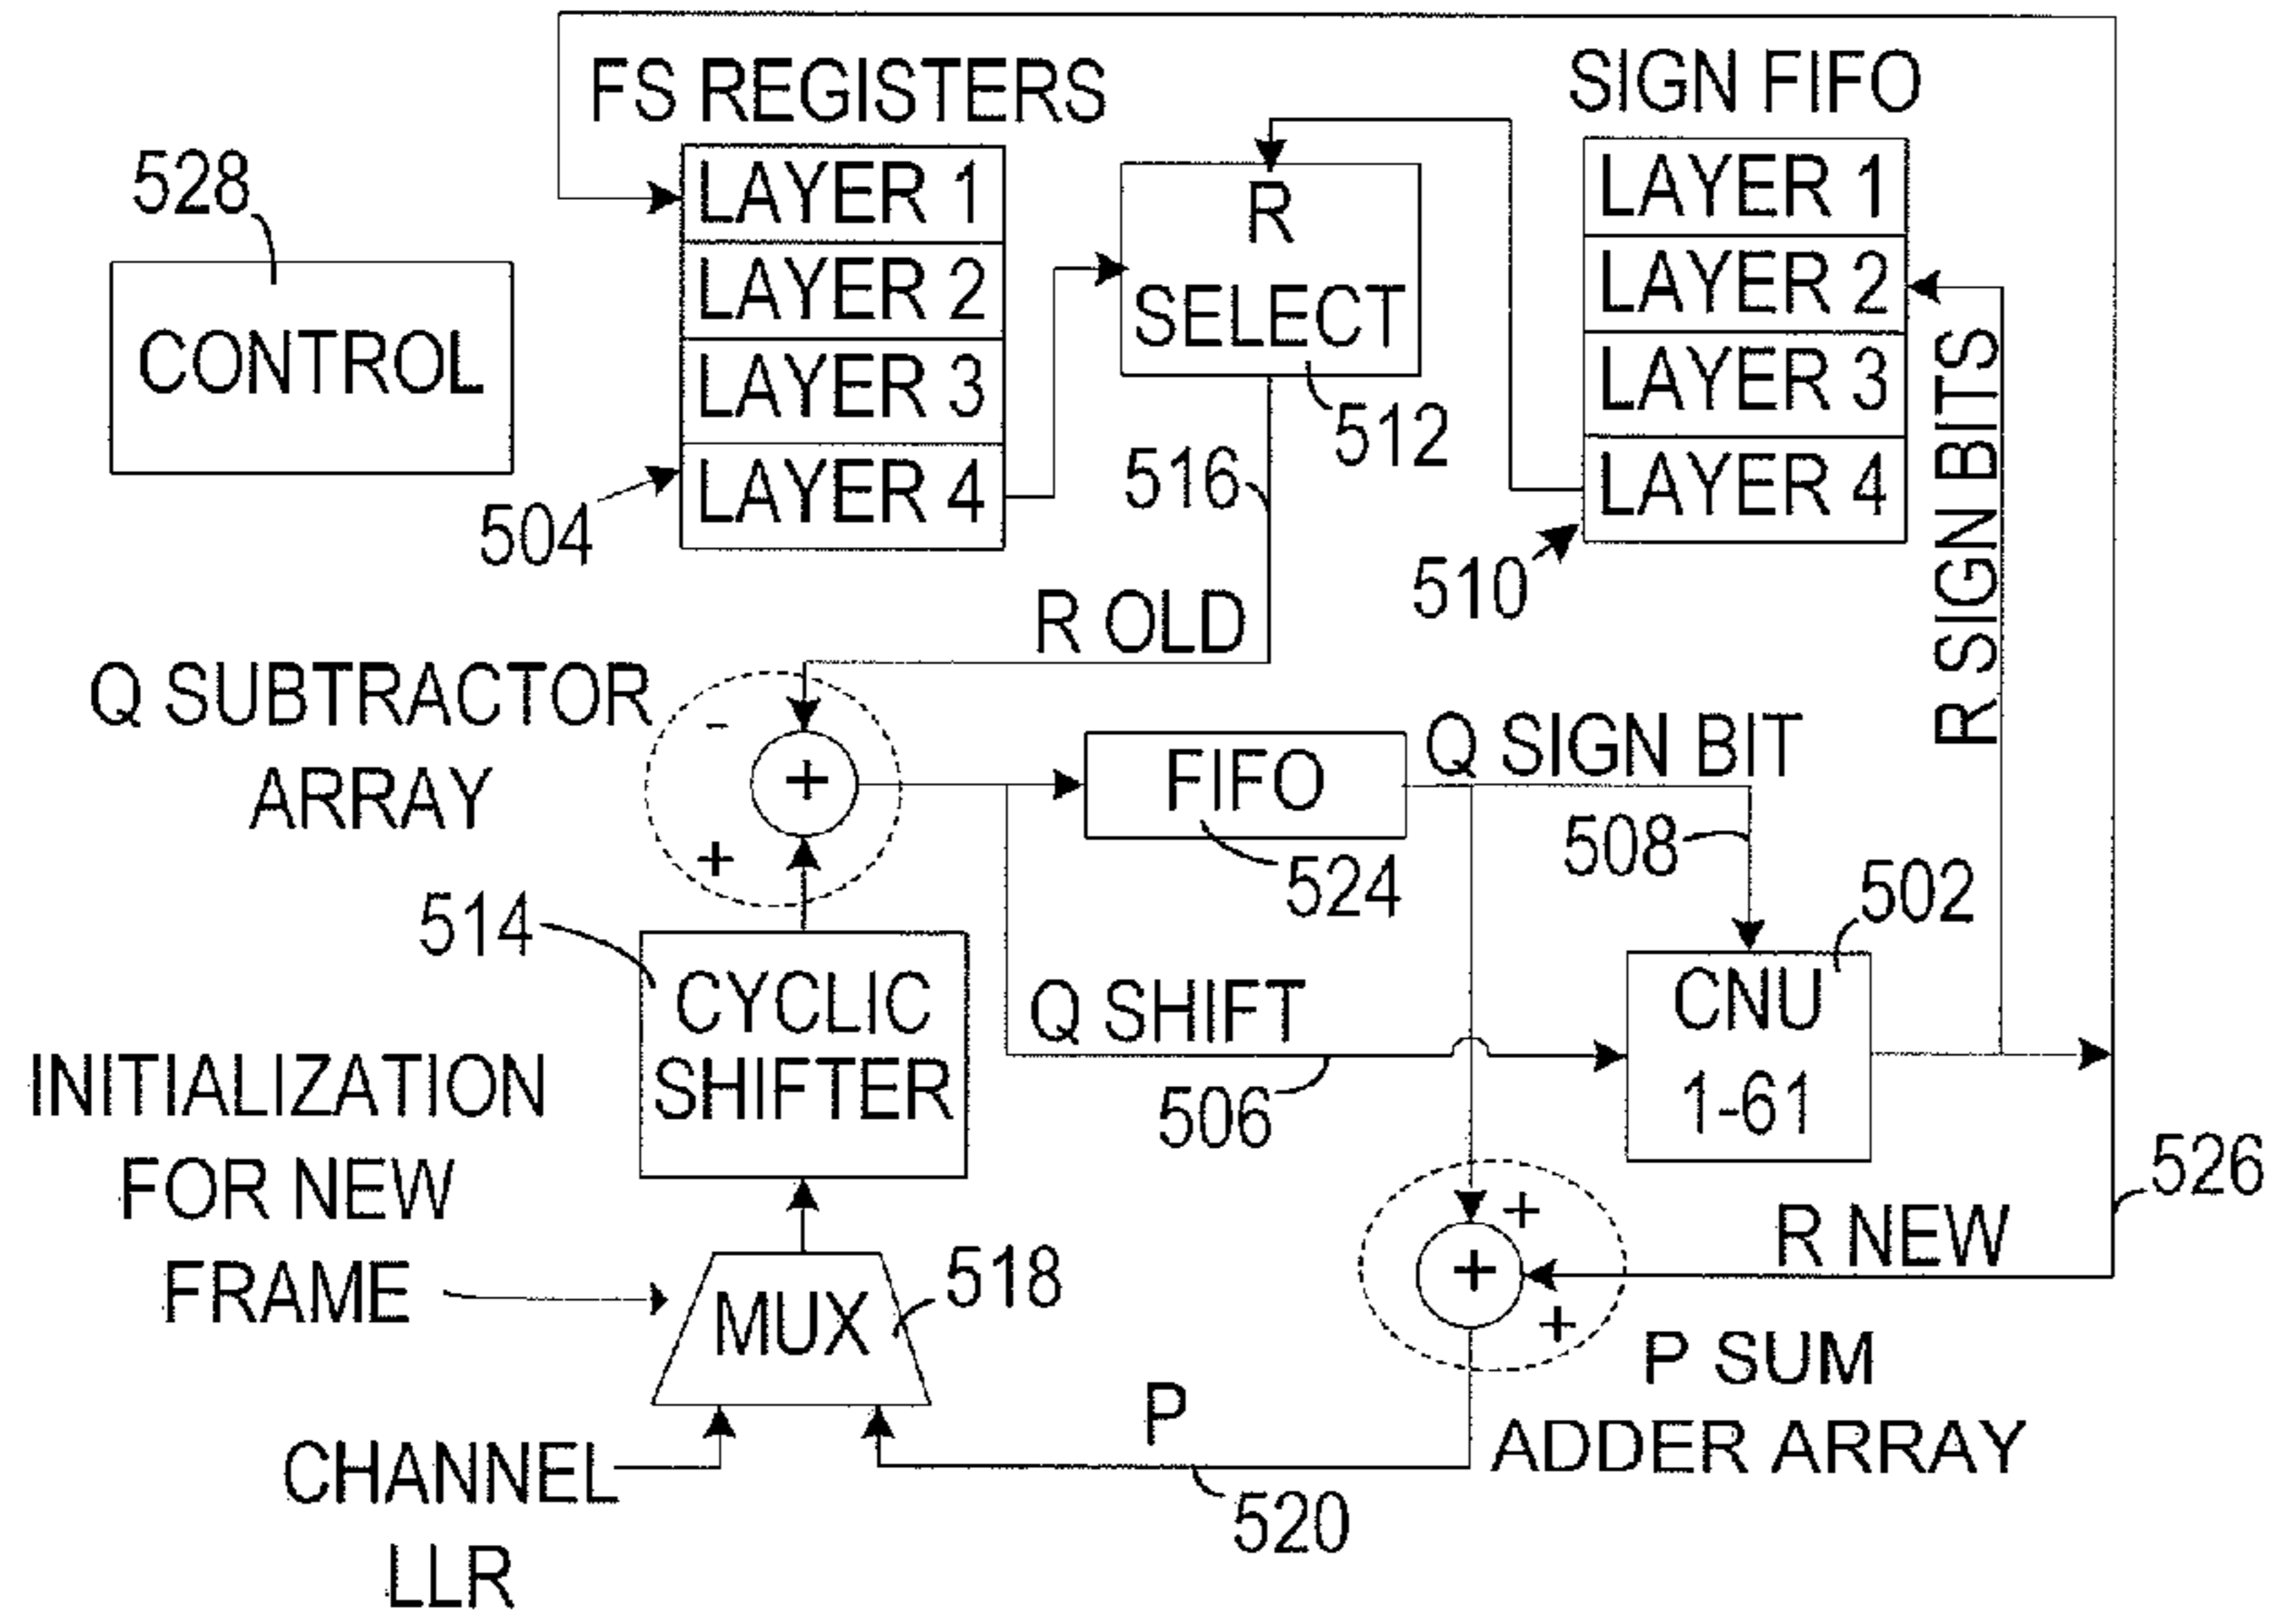 FS REGISTERS
SIGN FIFO
528
CONTROL
LAYER 1
LAYER 2
LAYER 3
LAYER 4
504
R
SELECT
512
516
LAYER 1
LAYER 2
LAYER 3
LAYER 4
510
R SIGN BITS
R OLD
Q SUBTRACTOR
ARRAY
-
+
+
FIFO
524
Q SIGN BIT
508
502
514
CYCLIC
SHIFTER
Q SHIFT
506
CNU
1-61
526
INITIALIZATION
FOR NEW
FRAME
MUX
518
+
+
+
R NEW
P SUM
ADDER ARRAY
P
520
CHANNEL
LLR